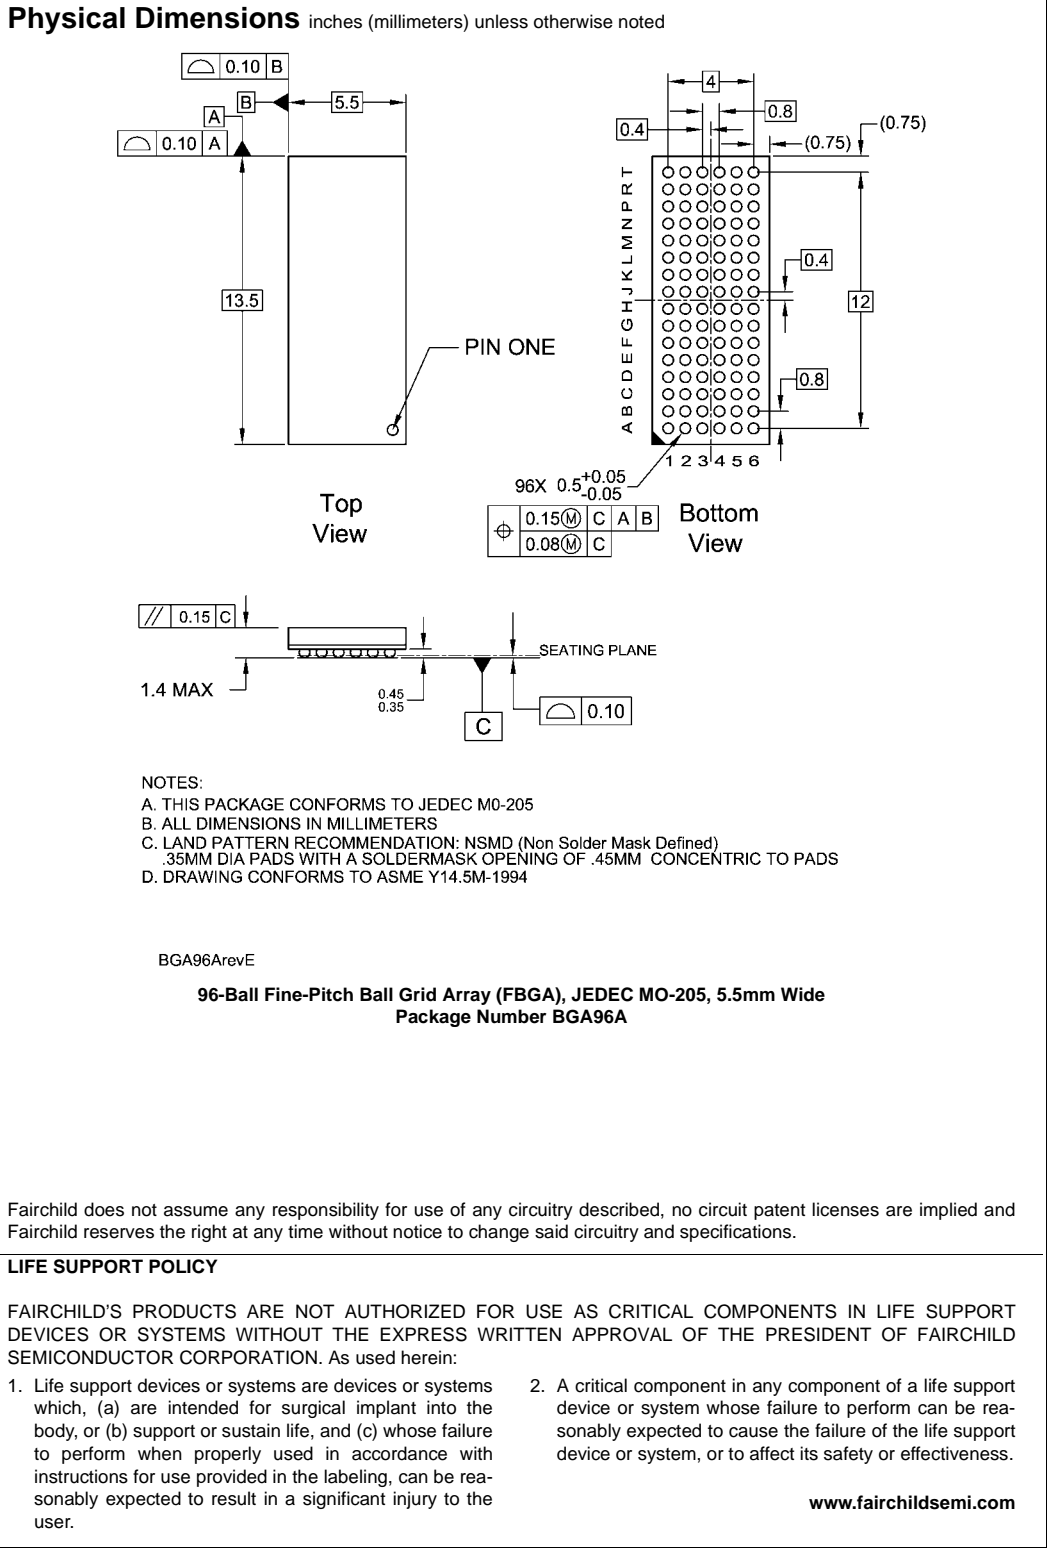 Physical Dimensions inches (millimeters) unless otherwise noted
0.10 B
B
5.5
A
0.10 A
13.5
PIN ONE
Top
View
4
0.8
0.4
(0.75)
(0.75)
T
R
P
N
M
L
K
J
H
G
F
E
D
C
B
A
0.4
12
0.8
1 2 3 4 5 6
96X 0.5 +0.05
-0.05
0.15 Ⓜ C A B
0.08 Ⓜ C
Bottom
View
// 0.15 C
SEATING PLANE
1.4 MAX
0.45
0.35
C
0.10
NOTES:
A. THIS PACKAGE CONFORMS TO JEDEC M0-205
B. ALL DIMENSIONS IN MILLIMETERS
C. LAND PATTERN RECOMMENDATION: NSMD (Non Solder Mask Defined)
.35MM DIA PADS WITH A SOLDERMASK OPENING OF .45MM CONCENTRIC TO PADS
D. DRAWING CONFORMS TO ASME Y14.5M-1994
BGA96ArevE
96-Ball Fine-Pitch Ball Grid Array (FBGA), JEDEC MO-205, 5.5mm Wide
Package Number BGA96A
Fairchild does not assume any responsibility for use of any circuitry described, no circuit patent licenses are implied and
Fairchild reserves the right at any time without notice to change said circuitry and specifications.
LIFE SUPPORT POLICY
FAIRCHILD'S PRODUCTS ARE NOT AUTHORIZED FOR USE AS CRITICAL COMPONENTS IN LIFE SUPPORT
DEVICES OR SYSTEMS WITHOUT THE EXPRESS WRITTEN APPROVAL OF THE PRESIDENT OF FAIRCHILD
SEMICONDUCTOR CORPORATION. As used herein:
1. Life support devices or systems are devices or systems
which, (a) are intended for surgical implant into the
body, or (b) support or sustain life, and (c) whose failure
to perform when properly used in accordance with
instructions for use provided in the labeling, can be rea-
sonably expected to result in a significant injury to the
user.
2. A critical component in any component of a life support
device or system whose failure to perform can be rea-
sonably expected to cause the failure of the life support
device or system, or to affect its safety or effectiveness.
www.fairchildsemi.com